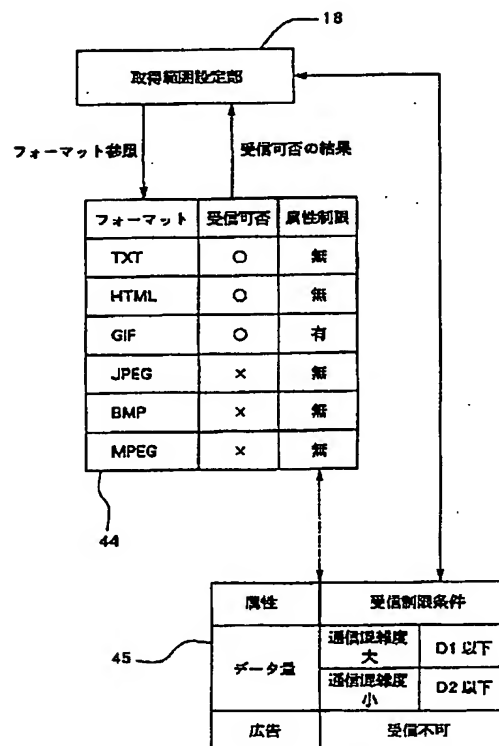 18
取得範囲設定部
フォーマット参照
受信可否の結果
フォーマット 受信可否 属性制限
TXT ○ 無
HTML ○ 無
GIF ○ 有
JPEG × 無
BMP × 無
MPEG × 無
44
属性 受信制限条件
45
データ量
通信混雑度
大
D1 以下
通信混雑度
小
D2 以下
広告 受信不可